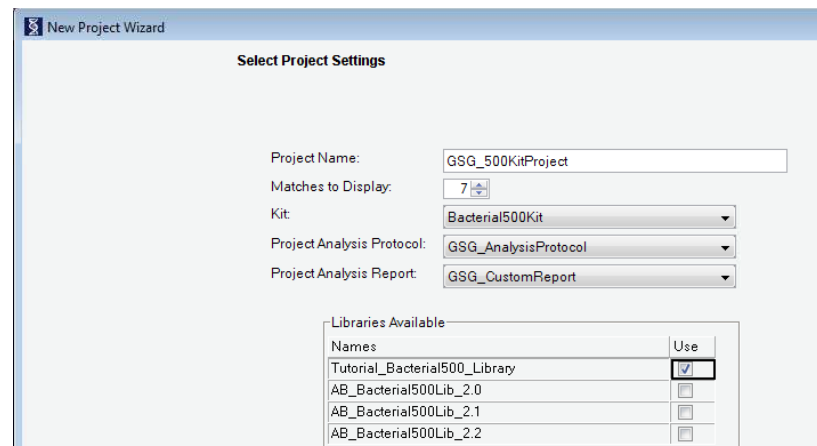 New Project Wizard
Select Project Settings
Project Name: GSG_500KitProject
Matches to Display: 7
Kit: Bacterial500Kit
Project Analysis Protocol: GSG_AnalysisProtocol
Project Analysis Report: GSG_CustomReport
Libraries Available
Names Use
Tutorial_Bacterial500_Library
AB_Bacterial500Lib_2.0
AB_Bacterial500Lib_2.1
AB_Bacterial500Lib_2.2